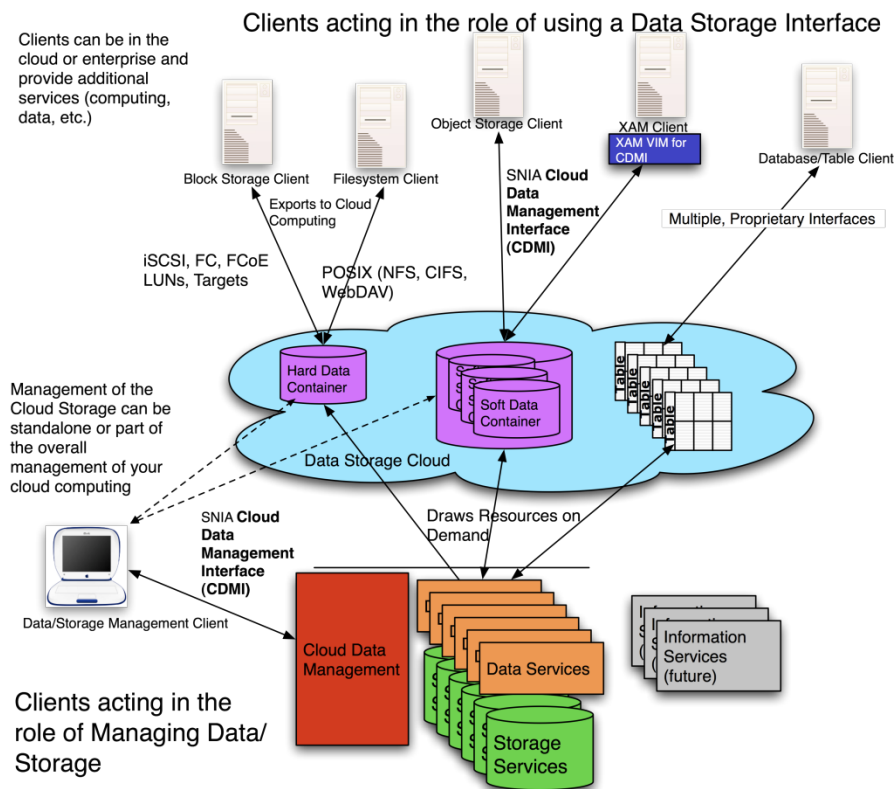 Clients acting in the role of using a Data Storage Interface
Clients can be in the
cloud or enterprise and
provide additional
services (computing,
data, etc.)
Block Storage Client
Filesystem Client
Object Storage Client
XAM Client
XAM VIM for
CDMI
Database/Table Client
Exports to Cloud
Computing
SNIA Cloud
Data
Management
Interface
(CDMI)
Multiple, Proprietary Interfaces
iSCSI, FC, FCoE
LUNs, Targets
POSIX (NFS, CIFS,
WebDAV)
Hard Data
Container
Soft Data
Container
Table
Table
Table
Table
Table
Management of the
Cloud Storage can be
standalone or part of
the overall
management of your
cloud computing
Data Storage Cloud
Draws Resources on
Demand
SNIA Cloud
Data
Management
Interface
(CDMI)
Data/Storage Management Client
Cloud Data
Management
Data Services
Storage
Services
Information
Services
(future)
Clients acting in the
role of Managing Data/
Storage